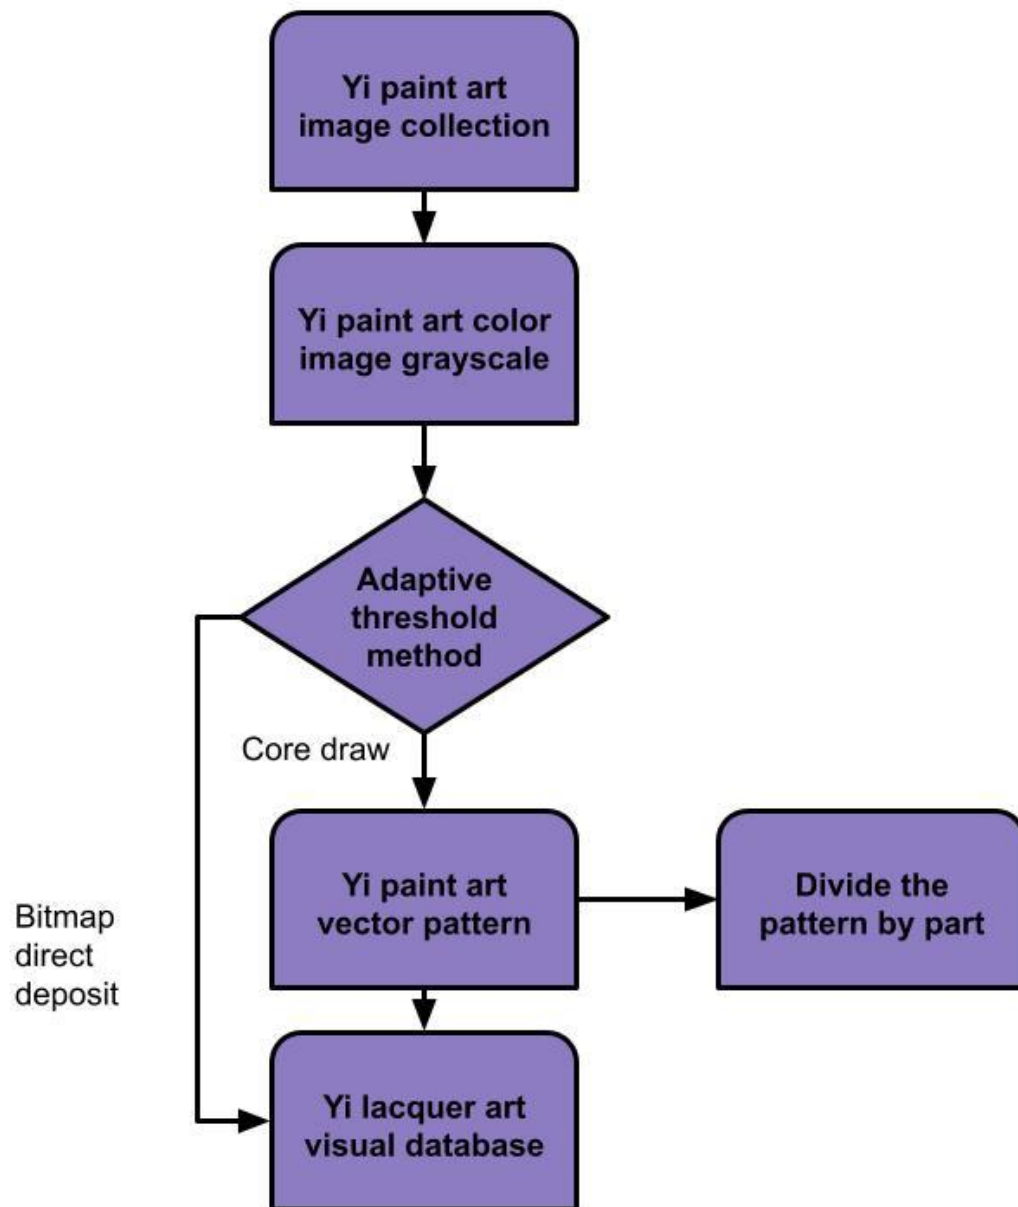 Yi paint art
image collection
Yi paint art color
image grayscale
Adaptive
threshold
method
Core draw
Yi paint art
vector pattern
Divide the
pattern by part
Bitmap
direct
deposit
Yi lacquer art
visual database